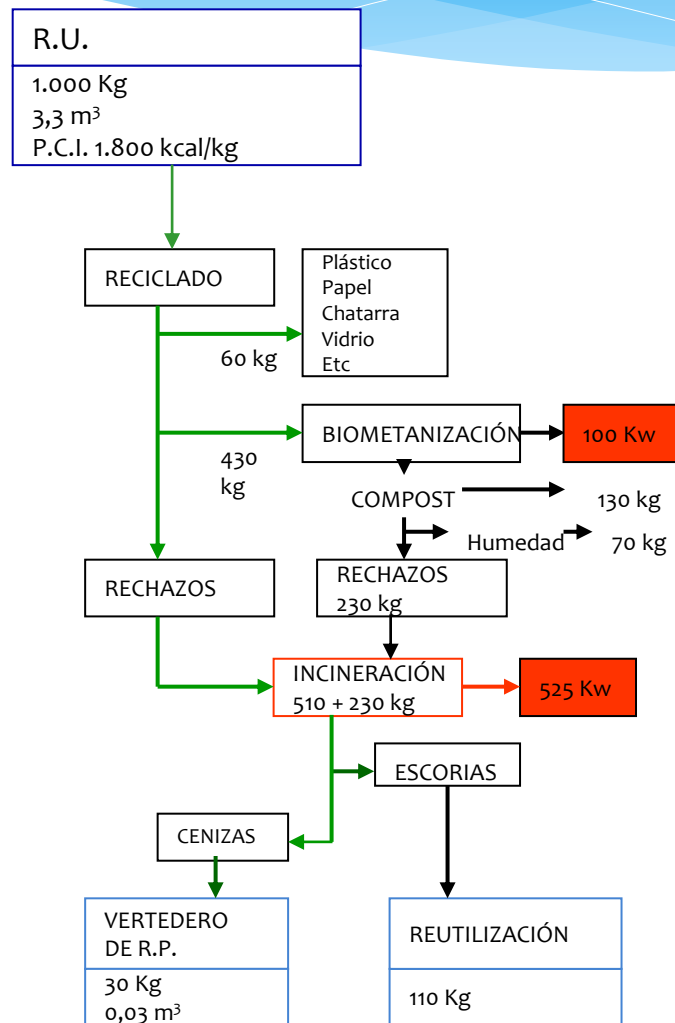 R.U.
1.000 Kg
3,3 m³
P.C.I. 1.800 kcal/kg
RECICLADO
Plástico
Papel
Chatarra
Vidrio
Etc
60 kg
BIOMETANIZACIÓN
100 Kw
430
kg
COMPOST
130 kg
Humedad
70 kg
RECHAZOS
RECHAZOS
230 kg
INCINERACIÓN
510 + 230 kg
525 Kw
ESCORIAS
CENIZAS
VERTEDERO
DE R.P.
30 Kg
0,03 m³
REUTILIZACIÓN
110 Kg